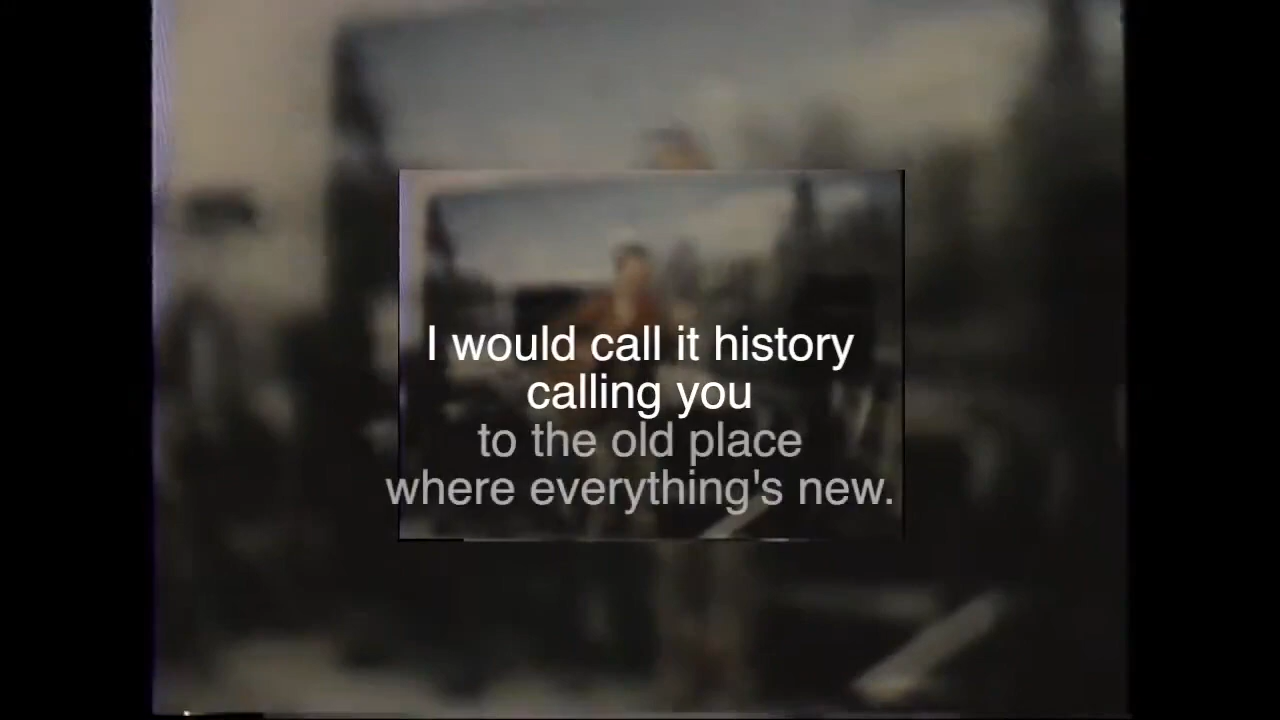 I would call it history
calling you
to the old place
where everything's new.